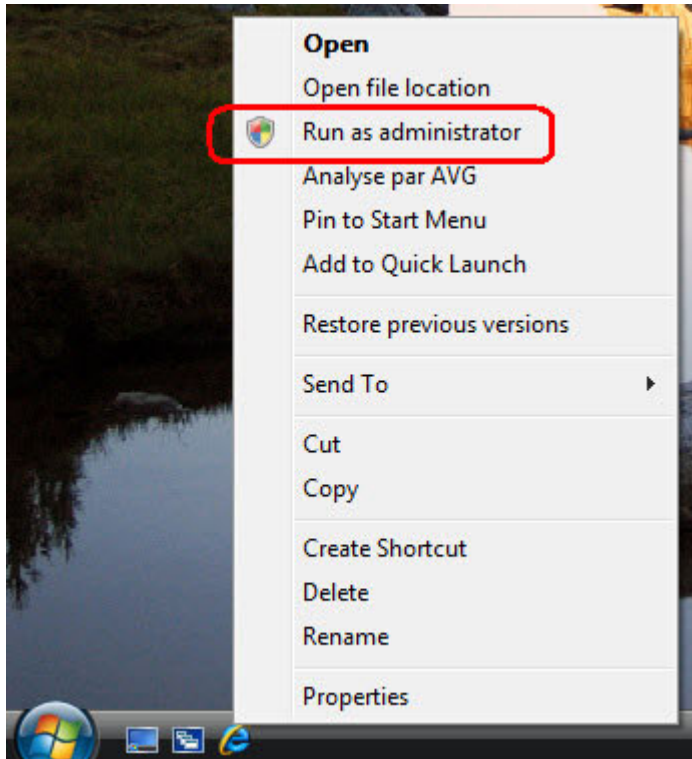 Open
Open file location
Run as administrator
Analyse par AVG
Pin to Start Menu
Add to Quick Launch
Restore previous versions
Send To
Cut
Copy
Create Shortcut
Delete
Rename
Properties